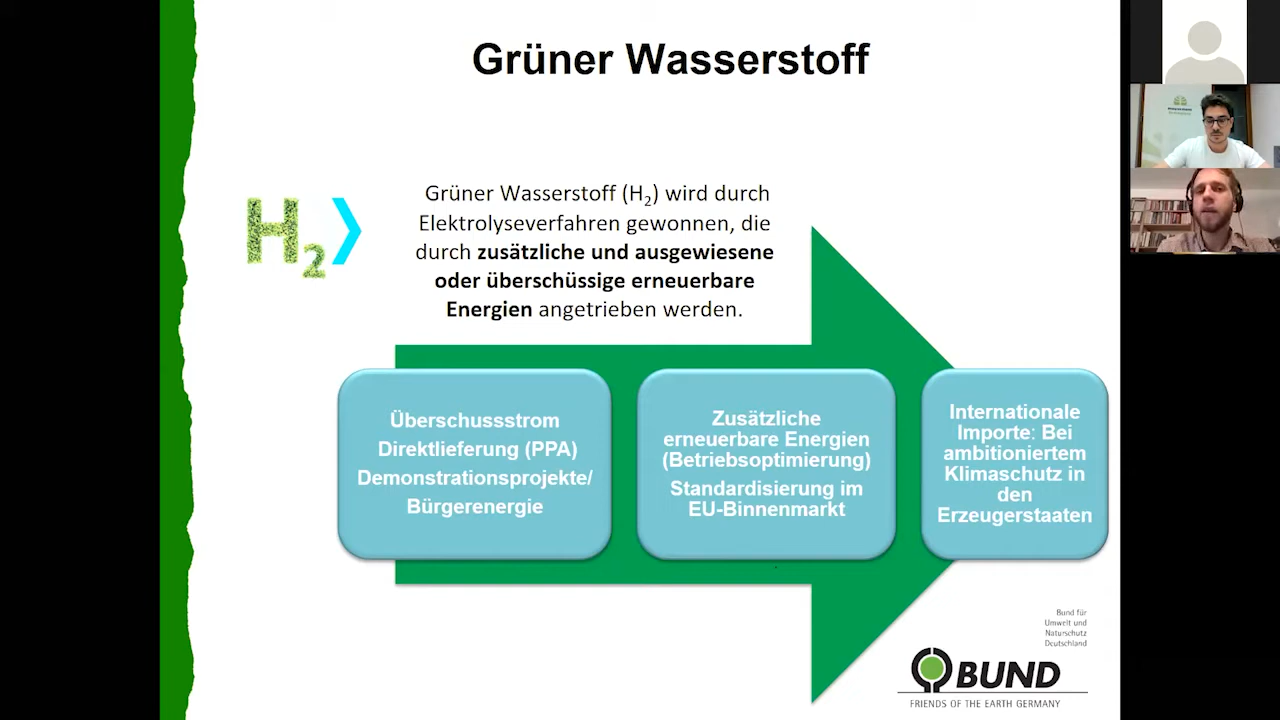 Grüner Wasserstoff
H2
Grüner Wasserstoff (H2) wird durch
Elektrolyseverfahren gewonnen, die
durch zusätzliche und ausgewiesene
oder überschüssige erneuerbare
Energien angetrieben werden.
Überschussstrom
Direktlieferung (PPA)
Demonstrationsprojekte/
Bürgerenergie
Zusätzliche
erneuerbare Energien
(Betriebsoptimierung)
Standardisierung im
EU-Binnenmarkt
Internationale
Importe: Bei
ambitioniertem
Klimaschutz in
den
Erzeugerstaaten
Bund für
Umwelt und
Naturschutz
Deutschland
BUND
FRIENDS OF THE EARTH GERMANY